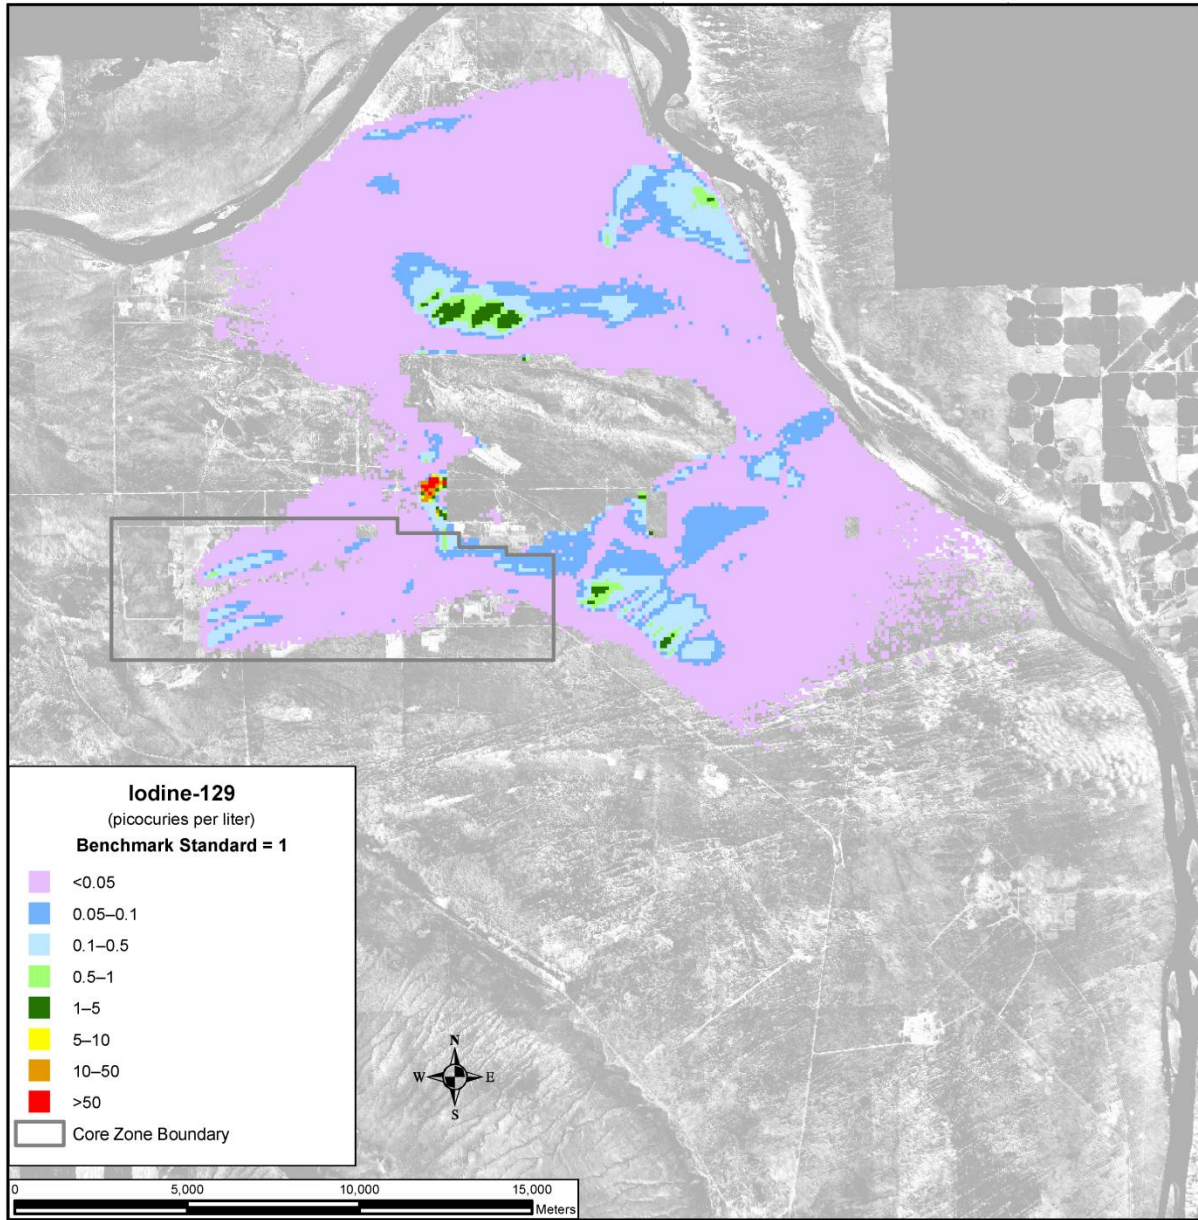 Iodine-129
(picocuries per liter)
Benchmark Standard = 1
<0.05
0.05–0.1
0.1–0.5
0.5–1
1–5
5–10
10–50
>50
Core Zone Boundary
N
W E
S
0 5,000 10,000 15,000
Meters